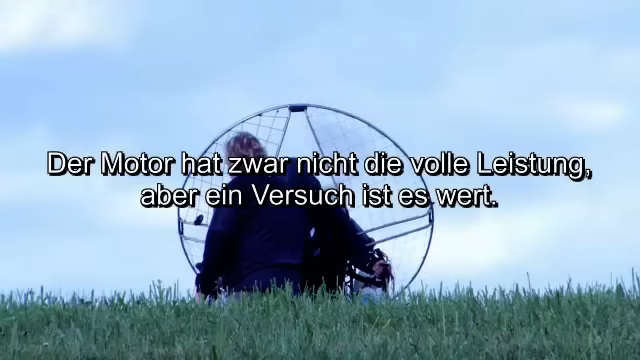 Der Motor hat zwar nicht die volle Leistung,
aber ein Versuch ist es wert.